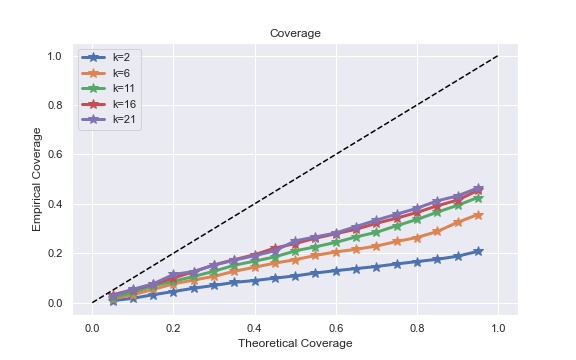 Coverage
k=2
k=6
k=11
k=16
k=21
1.0
0.8
0.6
0.4
0.2
0.0
Empirical Coverage
0.0 0.2 0.4 0.6 0.8 1.0
Theoretical Coverage